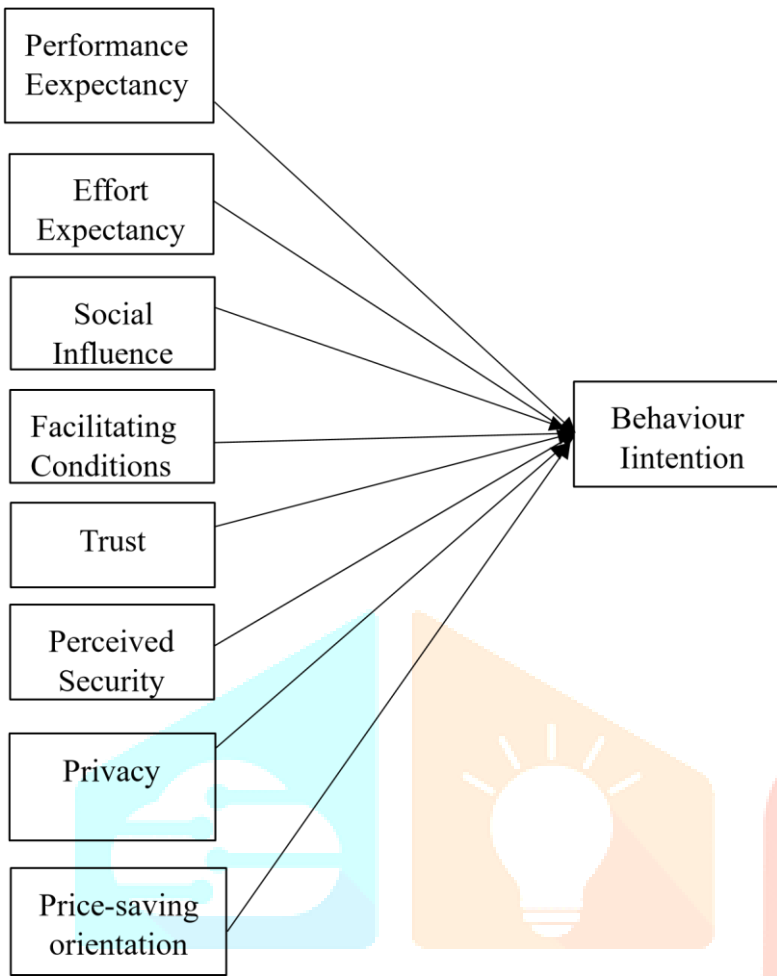 Performance
Eexpectancy
Effort
Expectancy
Social
Influence
Facilitating
Conditions
Trust
Perceived
Security
Privacy
Price-saving
orientation
Behaviour
Iintention